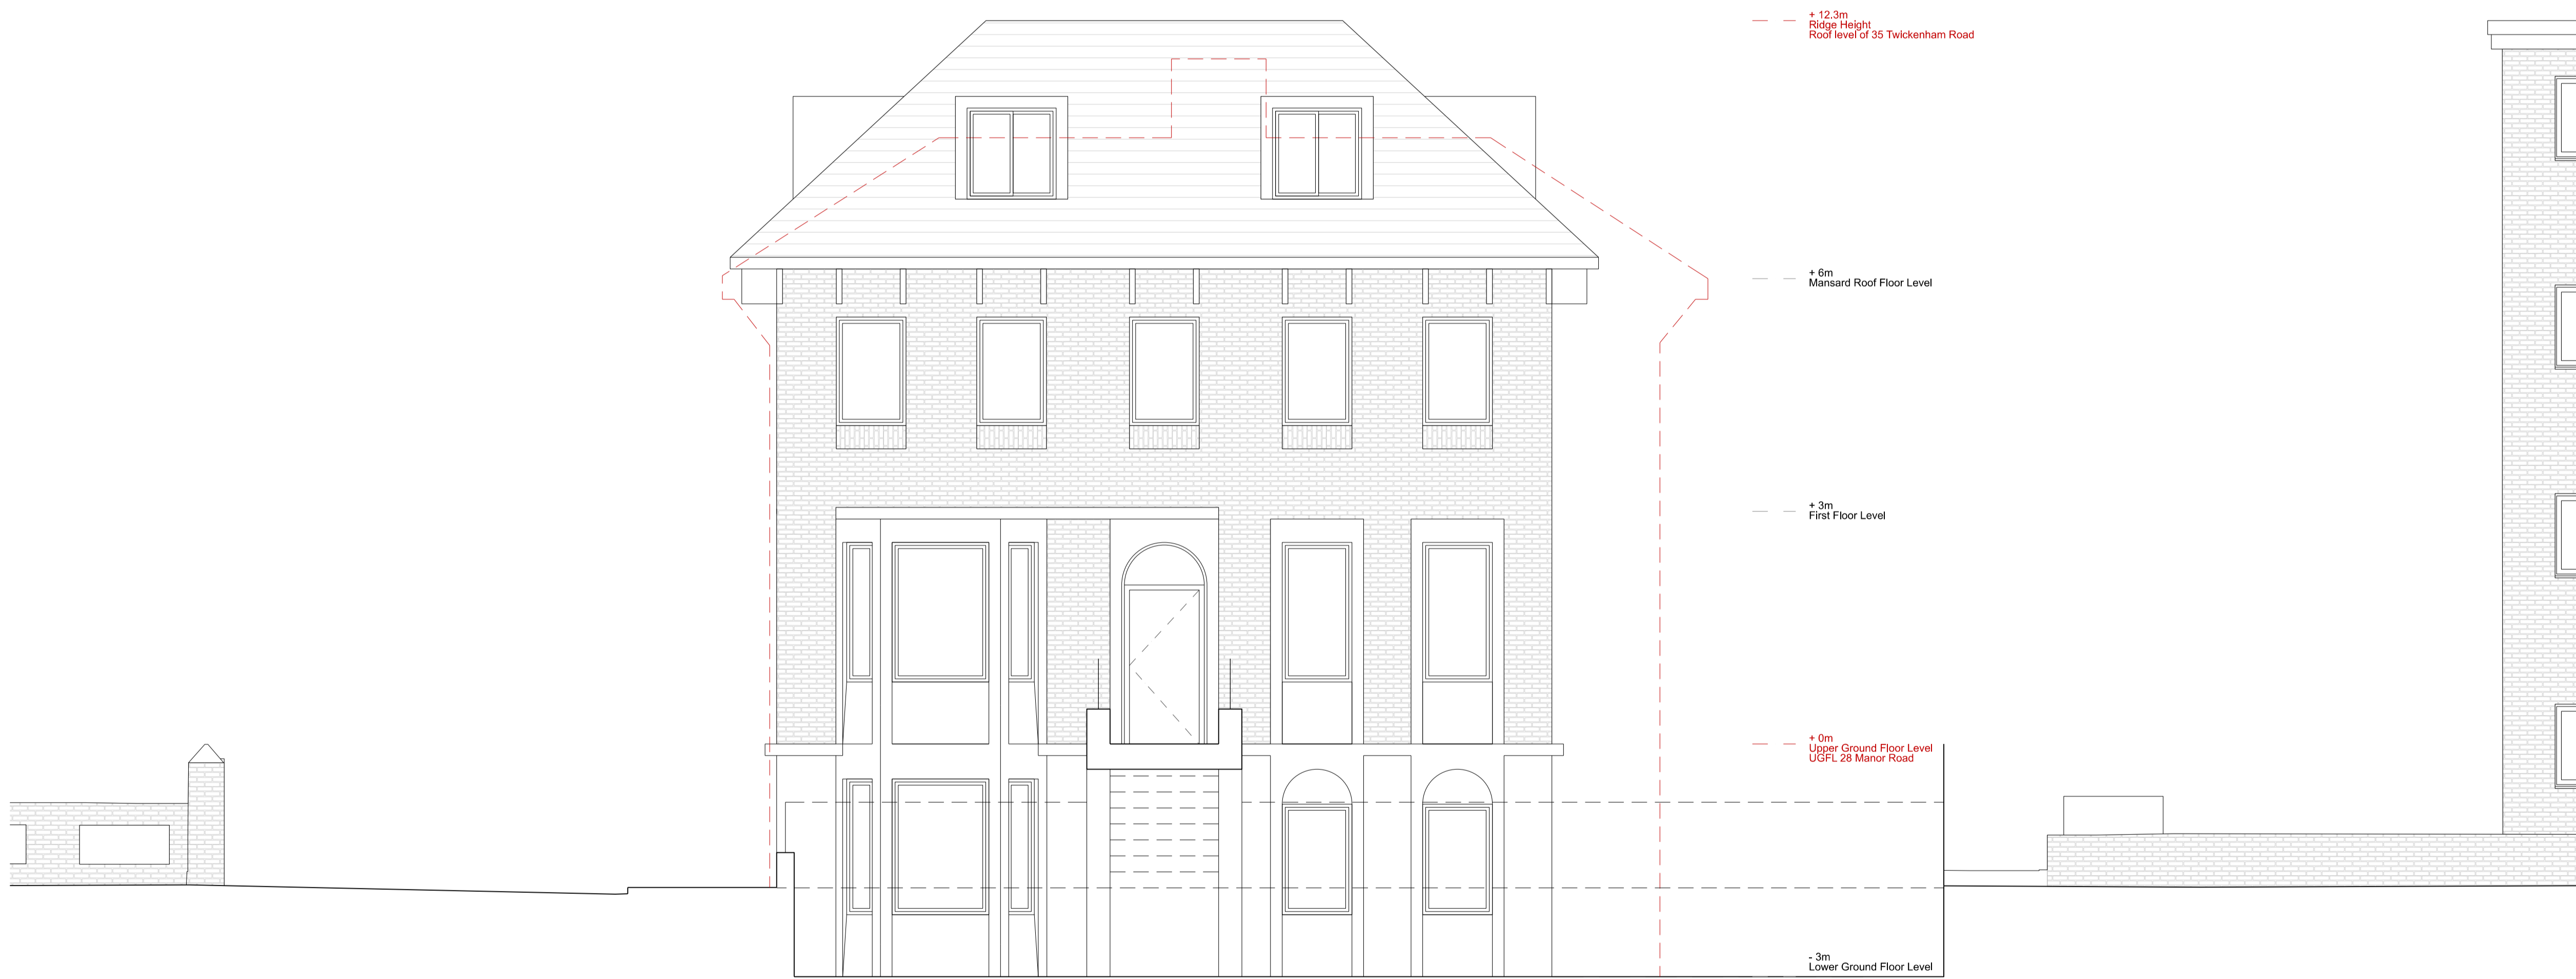 + 12.3m
Ridge Height
Roof level of 35 Twickenham Road
+ 6m
Mansard Roof Floor Level
+ 3m
First Floor Level
+ 0m
Upper Ground Floor Level
UGFL 28 Manor Road
- 3m
Lower Ground Floor Level